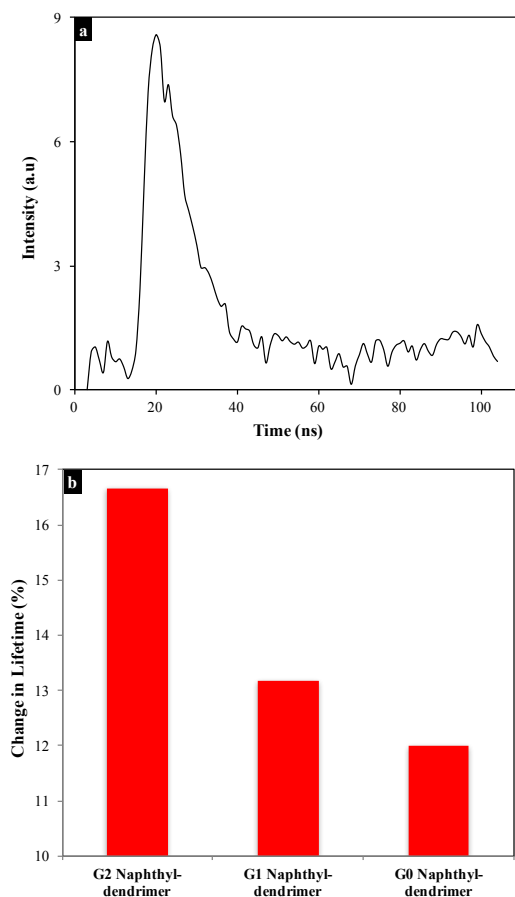 a
9
6
3
0
Intensity (a.u)
0 20 40 60 80 100
Time (ns)
b
17
16
15
14
13
12
11
10
Change in Lifetime (%)
G2 Naphthyl-
dendrimer
G1 Naphthyl-
dendrimer
G0 Naphthyl-
dendrimer